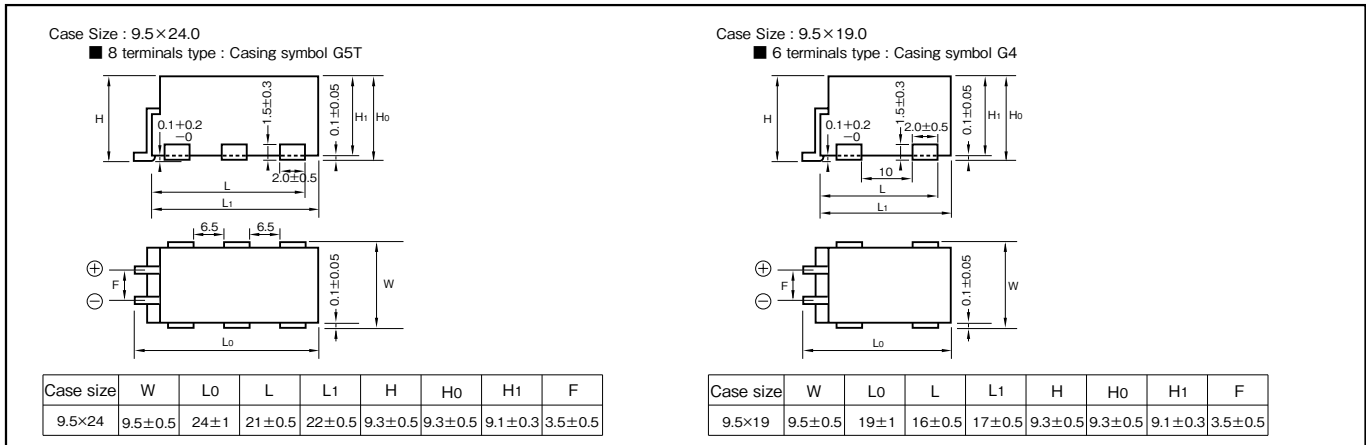 Case Size : 9.5×24.0
■ 8 terminals type : Casing symbol G5T
H
0.1+0.2
−0
1.5±0.3
2.0±0.5
0.1±0.05
H1
H0
L
L1
6.5
6.5
F
⊕
⊖
0.1±0.05
W
L0
Case size W L0 L L1 H H0 H1 F
9.5×24 9.5±0.5 24±1 21±0.5 22±0.5 9.3±0.5 9.3±0.5 9.1±0.3 3.5±0.5
Case Size : 9.5×19.0
■ 6 terminals type : Casing symbol G4
H
0.1+0.2
−0
1.5±0.3
2.0±0.5
0.1±0.05
H1
H0
10
L
L1
F
⊕
⊖
0.1±0.05
W
L0
Case size W L0 L L1 H H0 H1 F
9.5×19 9.5±0.5 19±1 16±0.5 17±0.5 9.3±0.5 9.3±0.5 9.1±0.3 3.5±0.5